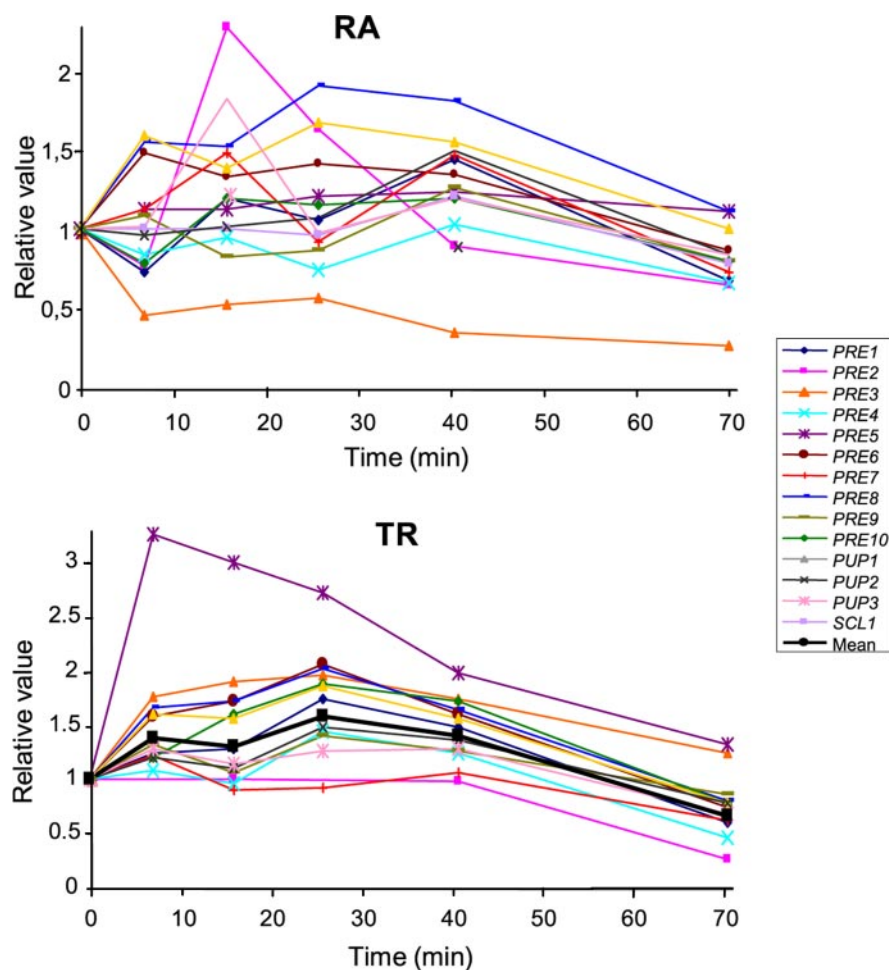 RA
Relative value
2
1,5
1
0,5
0
0 10 20 30 40 50 60 70
Time (min)
PRE1
PRE2
PRE3
PRE4
PRE5
PRE6
PRE7
PRE8
PRE9
PRE10
PUP1
PUP2
PUP3
SCL1
Mean
TR
Relative value
3
2.5
2
1.5
1
0.5
0
0 10 20 30 40 50 60 70
Time (min)